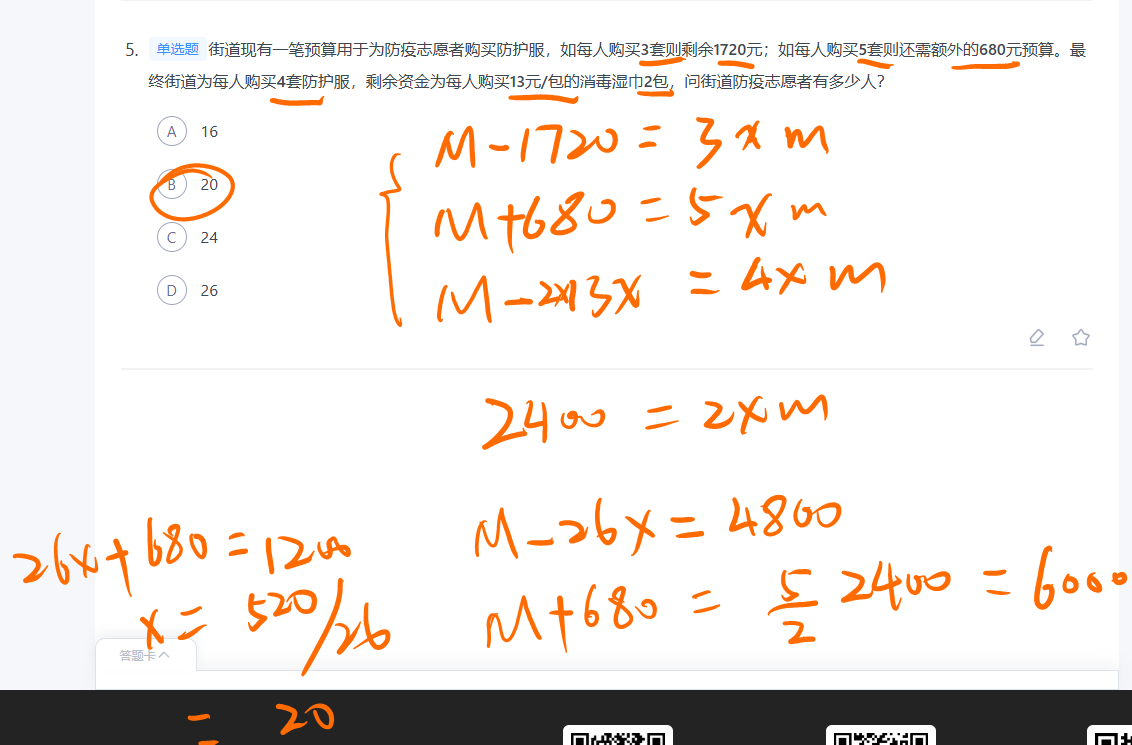 5. 单选题 街道现有一笔预算用于为防疫志愿者购买防护服，如每人购买3套则剩余1720元；如每人购买5套则还需额外的680元预算。最
终街道为每人购买4套防护服，剩余资金为每人购买13元/包的消毒湿巾2包，问街道防疫志愿者有多少人？
A 16
B 20
C 24
D 26
M-1720=3xm
M+680=5xm
M-2×13x=4xm
2400=2xm
M-26x=4800
M+680=5/2 2400=6000
26x+680=1200
x=520/26
=20
答题卡